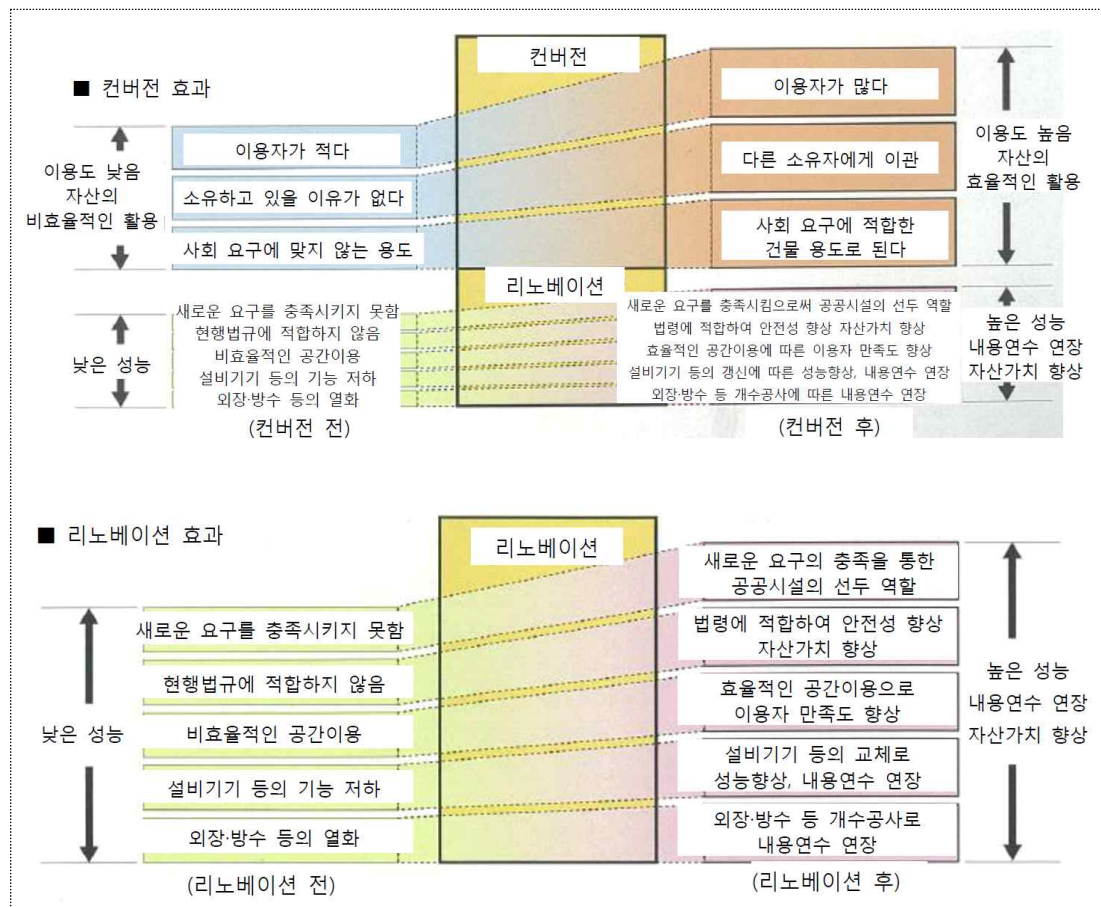 ■ 컨버전 효과
컨버전
이용자가 적다
소유하고 있을 이유가 없다
사회 요구에 맞지 않는 용도
이용도 낮음
자산의
비효율적인 활용
이용자가 많다
다른 소유자에게 이관
사회 요구에 적합한
건물 용도로 된다
이용도 높음
자산의
효율적인 활용
리노베이션
낮은 성능
새로운 요구를 충족시키지 못함
현행법규에 적합하지 않음
비효율적인 공간이용
설비기기 등의 기능 저하
외장·방수 등의 열화
새로운 요구를 충족시킴으로써 공공시설의 선두 역할
법령에 적합하여 안전성 향상 자산가치 향상
효율적인 공간이용에 따른 이용자 만족도 향상
설비기기 등의 갱신에 따른 성능향상, 내용연수 연장
외장·방수 등 개수공사에 따른 내용연수 연장
높은 성능
내용연수 연장
자산가치 향상
(컨버전 전)
(컨버전 후)
■ 리노베이션 효과
리노베이션
낮은 성능
새로운 요구를 충족시키지 못함
현행법규에 적합하지 않음
비효율적인 공간이용
설비기기 등의 기능 저하
외장·방수 등의 열화
새로운 요구의 충족을 통한
공공시설의 선두 역할
법령에 적합하여 안전성 향상
자산가치 향상
효율적인 공간이용으로
이용자 만족도 향상
설비기기 등의 교체로
성능향상, 내용연수 연장
외장·방수 등 개수공사로
내용연수 연장
높은 성능
내용연수 연장
자산가치 향상
(리노베이션 전)
(리노베이션 후)